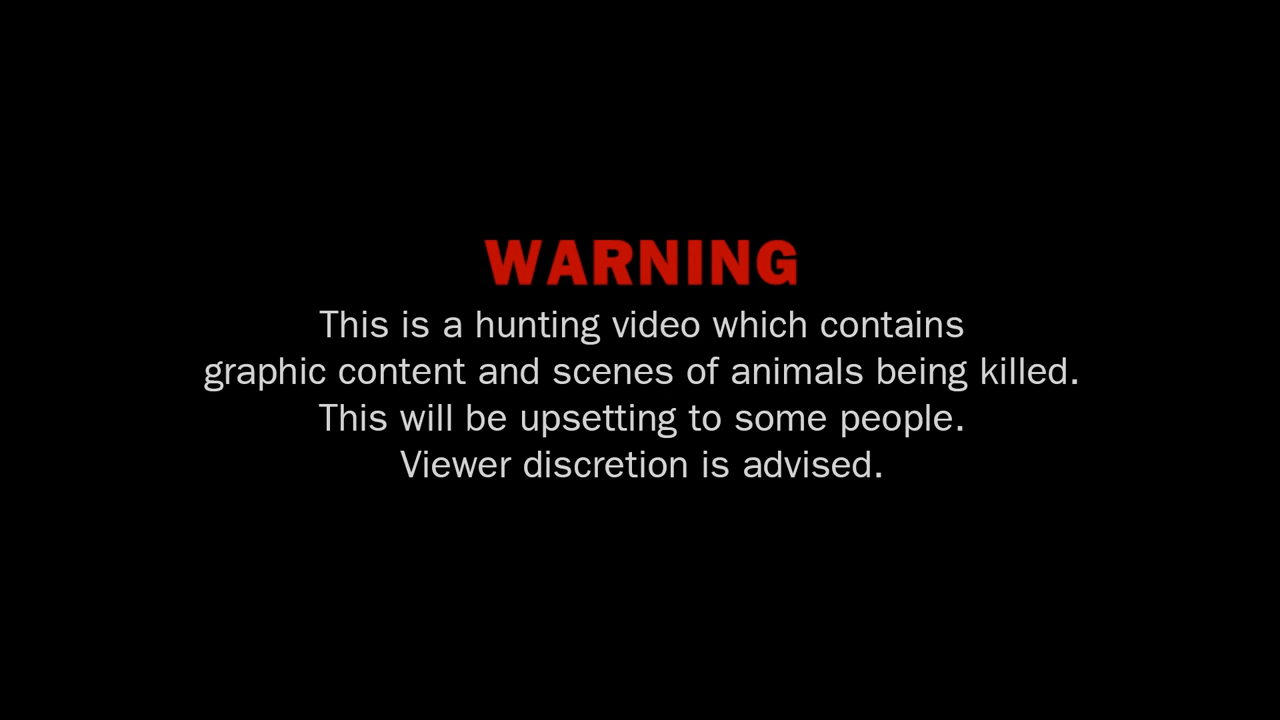 WARNING
This is a hunting video which contains
graphic content and scenes of animals being killed.
This will be upsetting to some people.
Viewer discretion is advised.